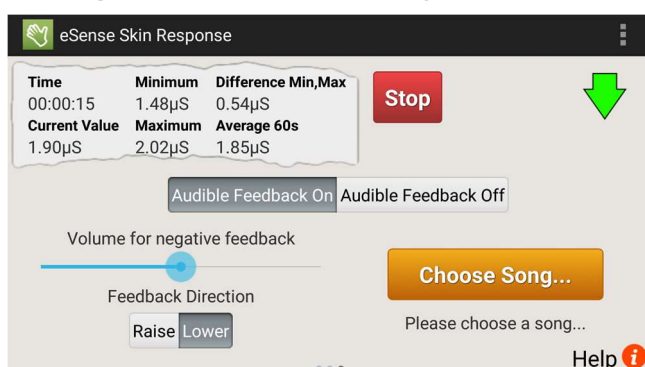 eSense Skin Response
Time Minimum Difference Min,Max
00:00:15 1.48µS 0.54µS
Current Value Maximum Average 60s
1.90µS 2.02µS 1.85µS
Stop
Audible Feedback On Audible Feedback Off
Volume for negative feedback
Feedback Direction
Raise Lower
Choose Song...
Please choose a song...
Help i